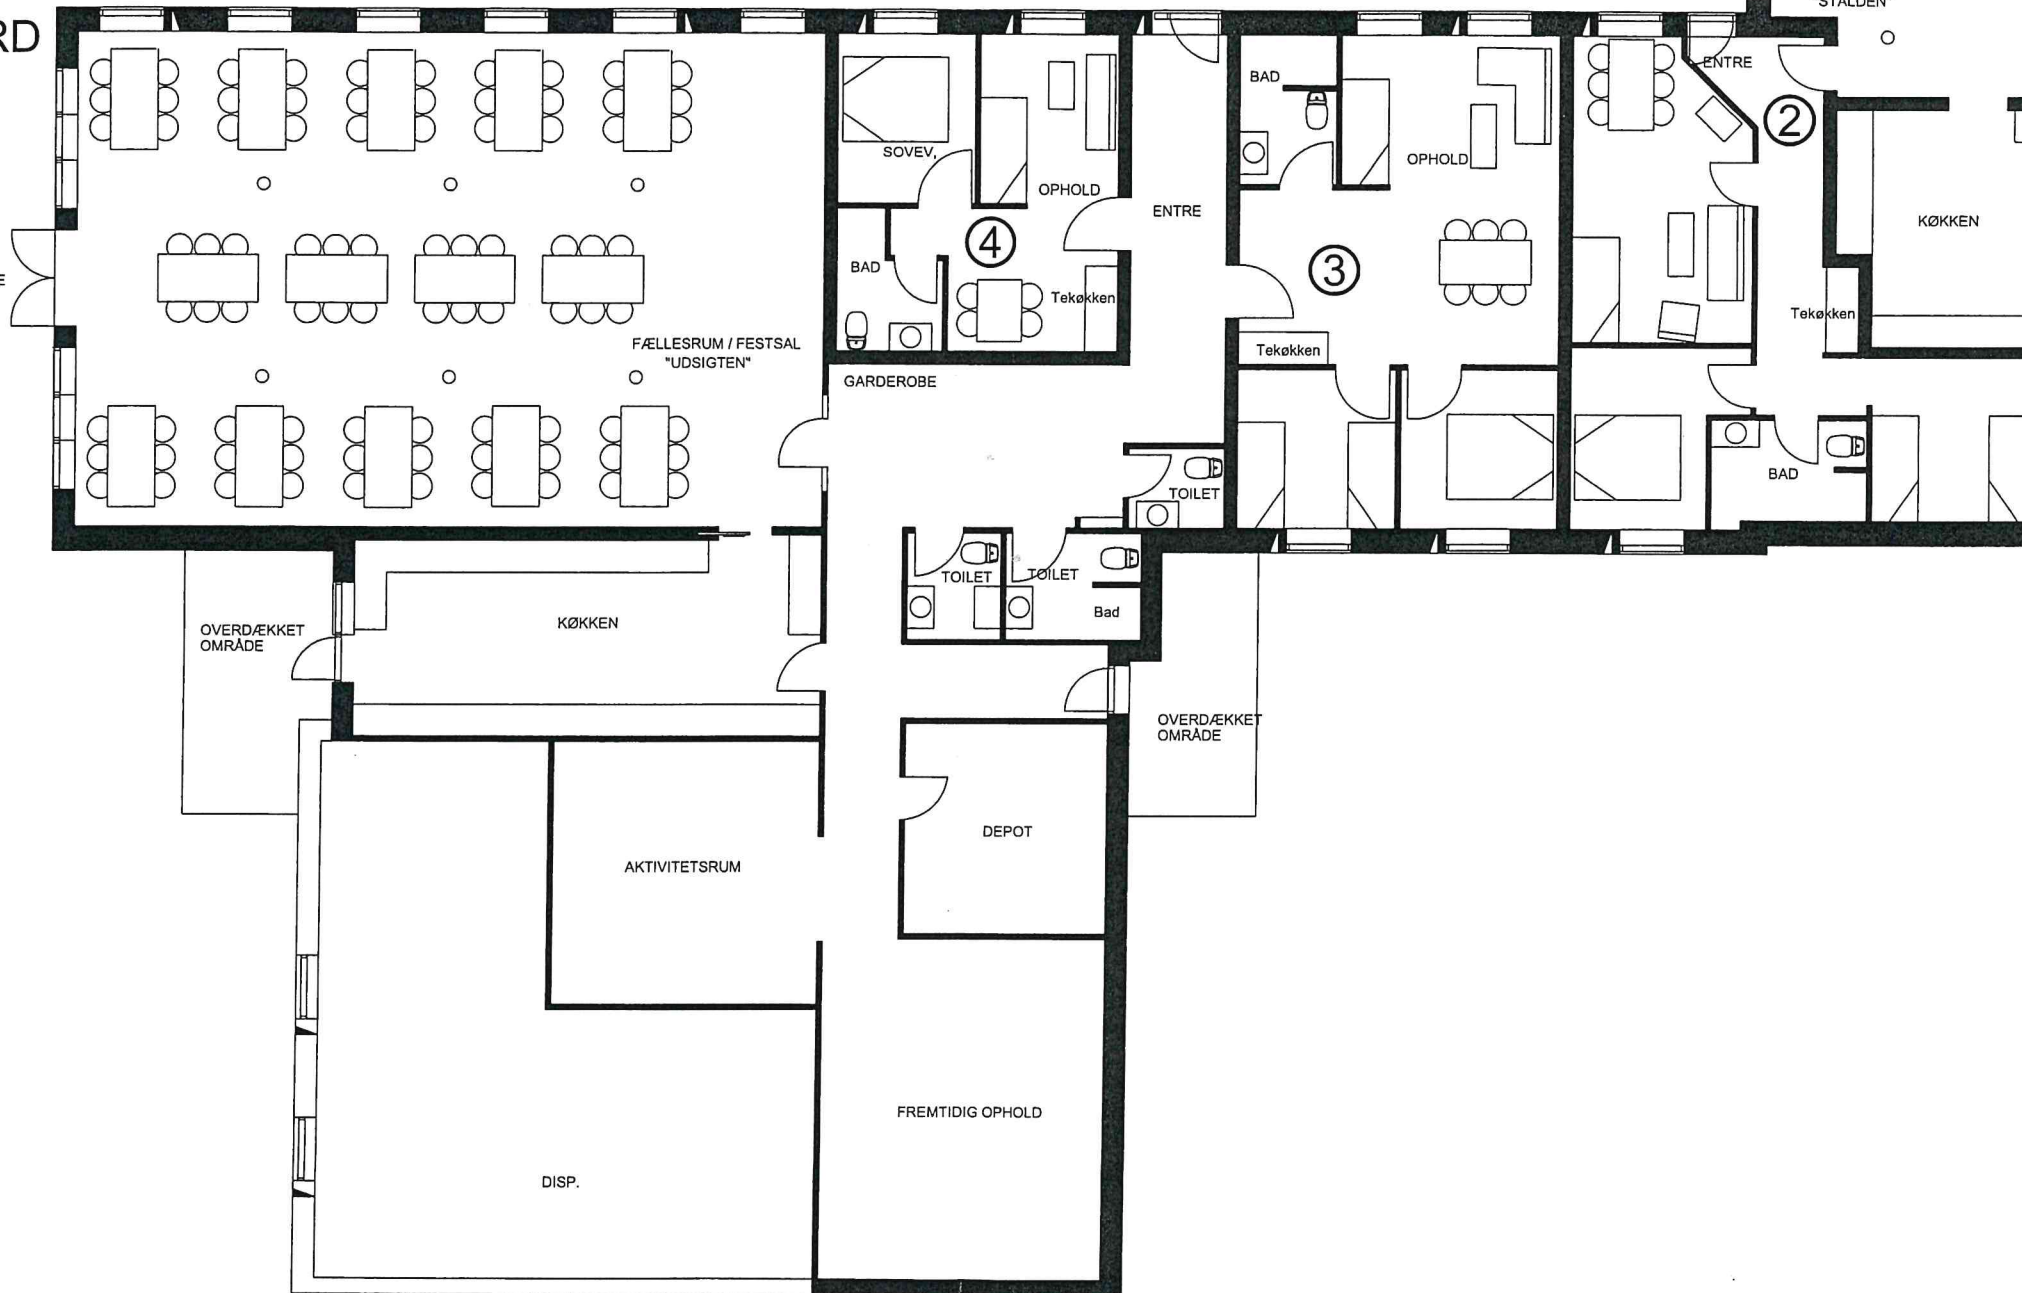 STALDEN
RD
ENTRE
BAD
2
SOVEV.
OPHOLD
OPHOLD
ENTRE
KØKKEN
4
3
BAD
E
Tekøkken
Tekøkken
FÆLLESRUM / FESTSAL
"UDSIGTEN"
Tekøkken
GARDEROBE
BAD
TOILET
TOILET
TOILET
Bad
OVERDÆKKET
OMRÅDE
KØKKEN
OVERDÆKKET
OMRÅDE
DEPOT
AKTIVITETSRUM
FREMTIDIG OPHOLD
DISP.